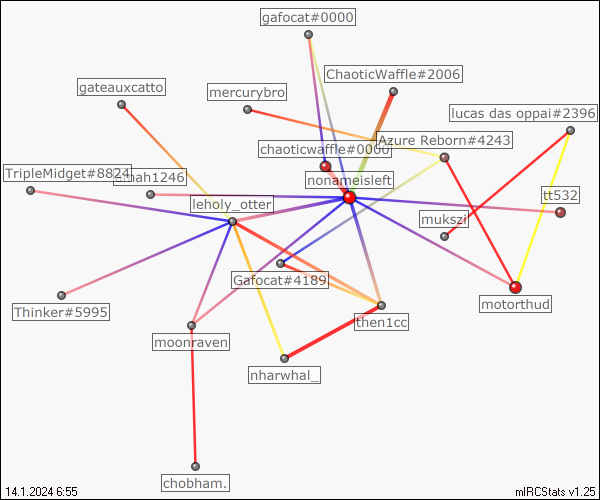 gafocat#0000
ChaoticWaffle#2006
gateauxcatto
mercurybro
lucas das oppai#2396
Azure Reborn#4243
chaoticwaffle#0000
TripleMidget#8824
nonameisleft
tt532
leholy_otter
mukszi
Gafocat#4189
motorthud
Thinker#5995
then1cc
moonraven
nharwhal_
chobham.
14.1.2024 6:55
mIRCStats v1.25